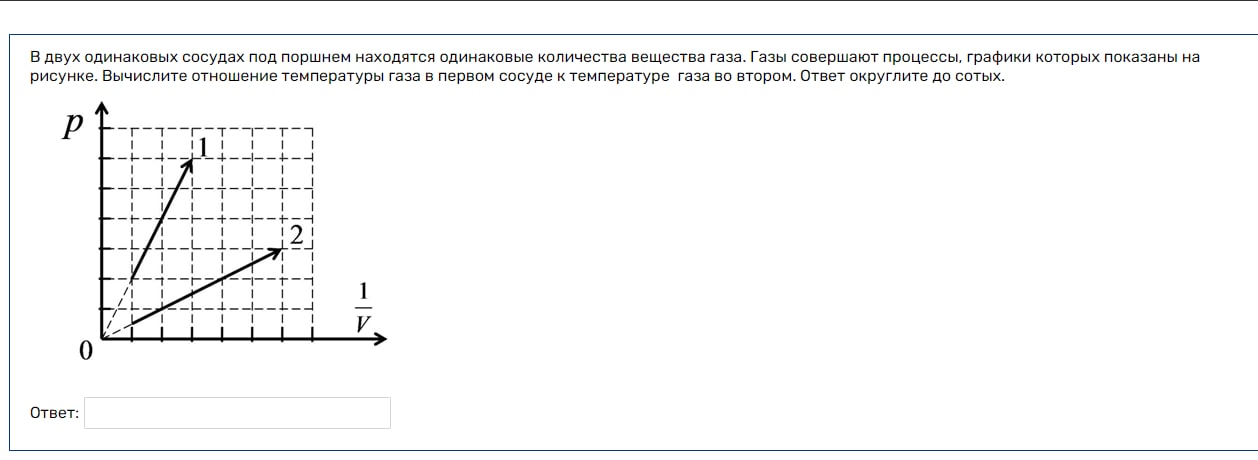 В двух одинаковых сосудах под поршнем находятся одинаковые количества вещества газа. Газы совершают процессы, графики которых показаны на
рисунке. Вычислите отношение температуры газа в первом сосуде к температуре  газа во втором. Ответ округлите до сотых.
p
1
2
1
V
0
Ответ: